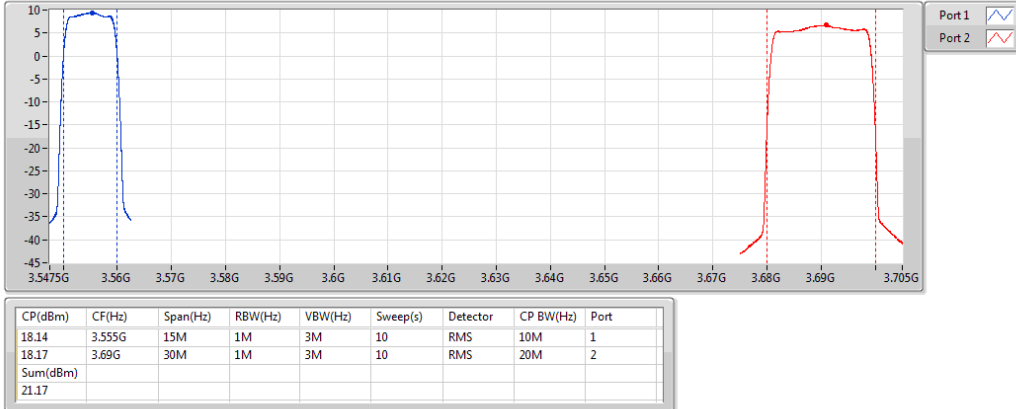 10
5
0
-5
-10
-15
-20
-25
-30
-35
-40
-45
3.5475G 3.56G 3.57G 3.58G 3.59G 3.6G 3.61G 3.62G 3.63G 3.64G 3.65G 3.66G 3.67G 3.68G 3.69G 3.705G
Port 1
Port 2
CP(dBm) CF(Hz) Span(Hz) RBW(Hz) VBW(Hz) Sweep(s) Detector CP BW(Hz) Port
18.14 3.555G 15M 1M 3M 10 RMS 10M 1
18.17 3.69G 30M 1M 3M 10 RMS 20M 2
Sum(dBm)
21.17